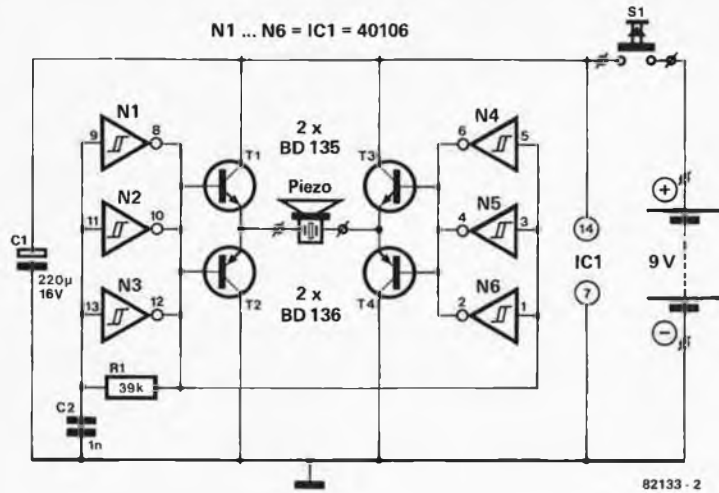 N1 ... N6 = IC1 = 40106
S1
N1
9
8
N4
6
5
2 x
BD 135
T1
T3
Piezo
N2
11
10
N5
4
3
14
IC1
7
+
9V
−
C1
220µ
16V
N3
13
12
T2
2 x
BD 136
T4
N6
2
1
R1
39k
C2
1n
82133 - 2